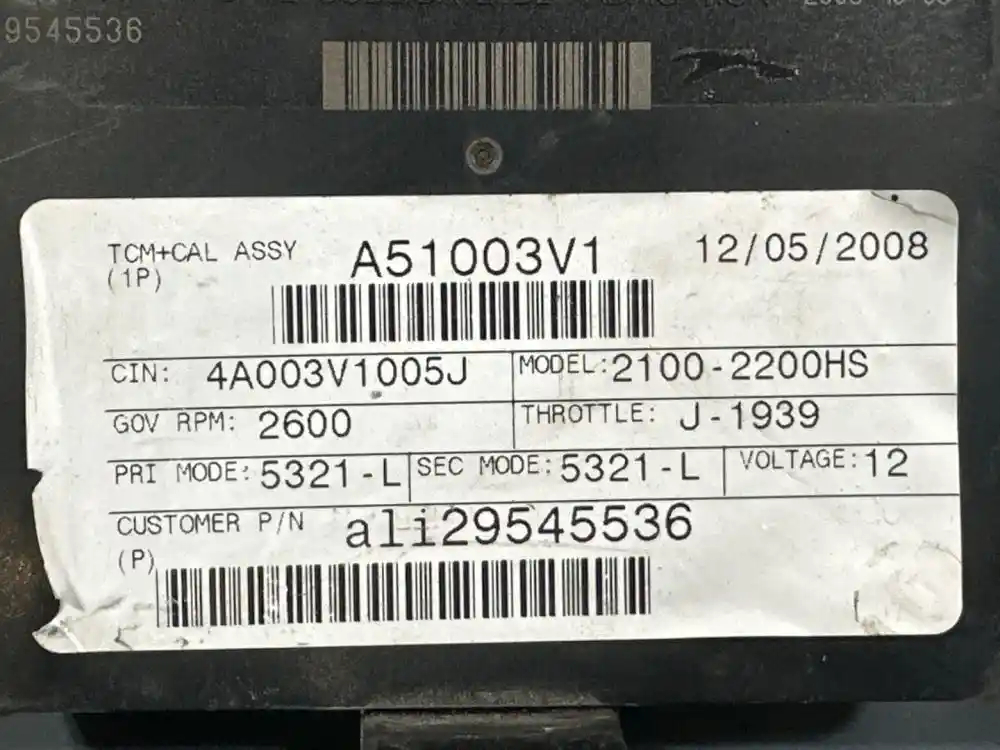 9545536
TCM+CAL ASSY A51003V1 12/05/2008
(1P)
CIN: 4A003V1005J MODEL: 2100-2200HS
GOV RPM: 2600 THROTTLE: J-1939
PRI MODE: 5321-L SEC MODE: 5321-L VOLTAGE: 12
CUSTOMER P/N ali29545536
(P)